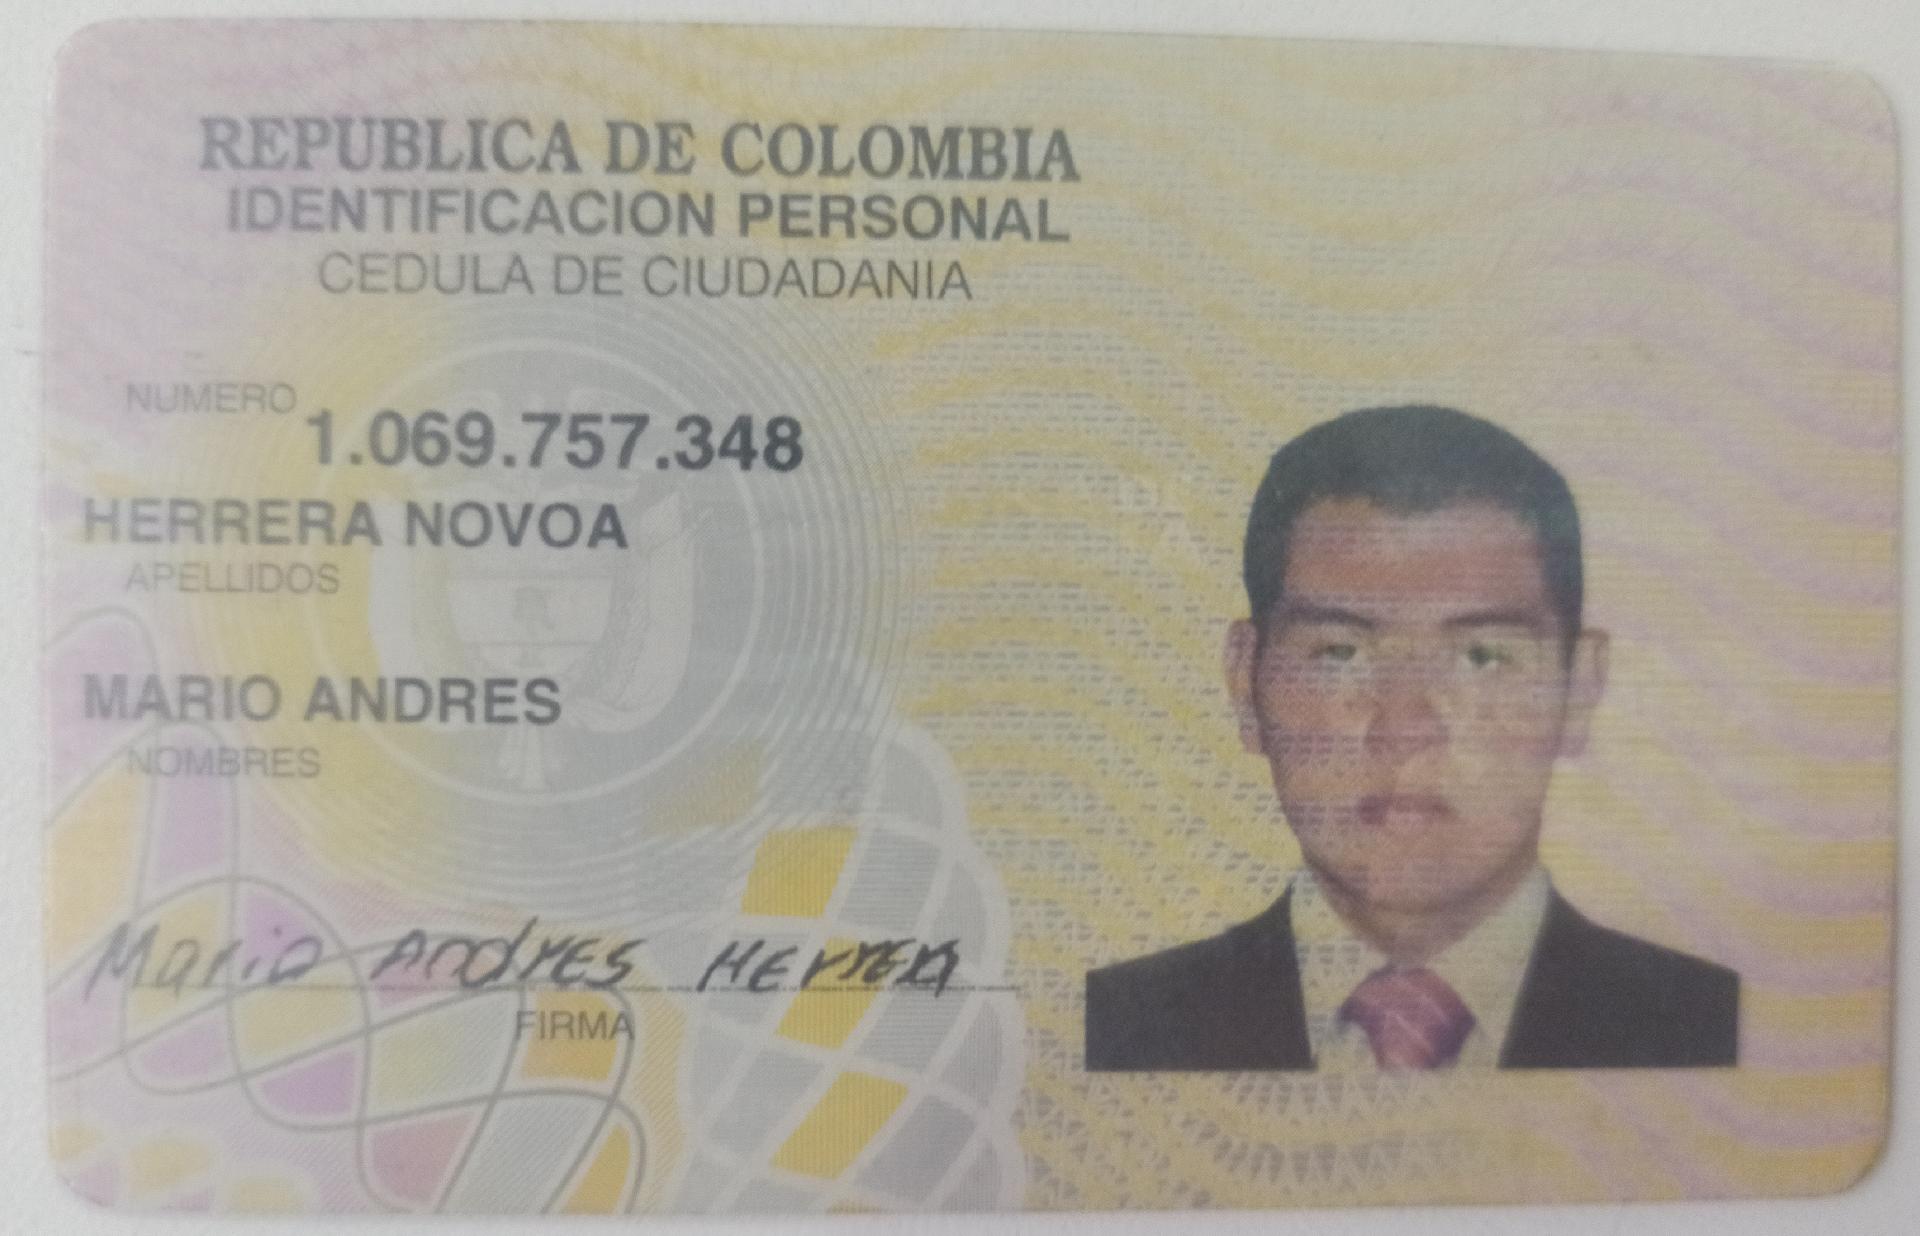 REPUBLICA DE COLOMBIA
IDENTIFICACION PERSONAL
CEDULA DE CIUDADANIA
NUMERO 1.069.757.348
HERRERA NOVOA
APELLIDOS
MARIO ANDRES
NOMBRES
Mario Andres Herrera
FIRMA